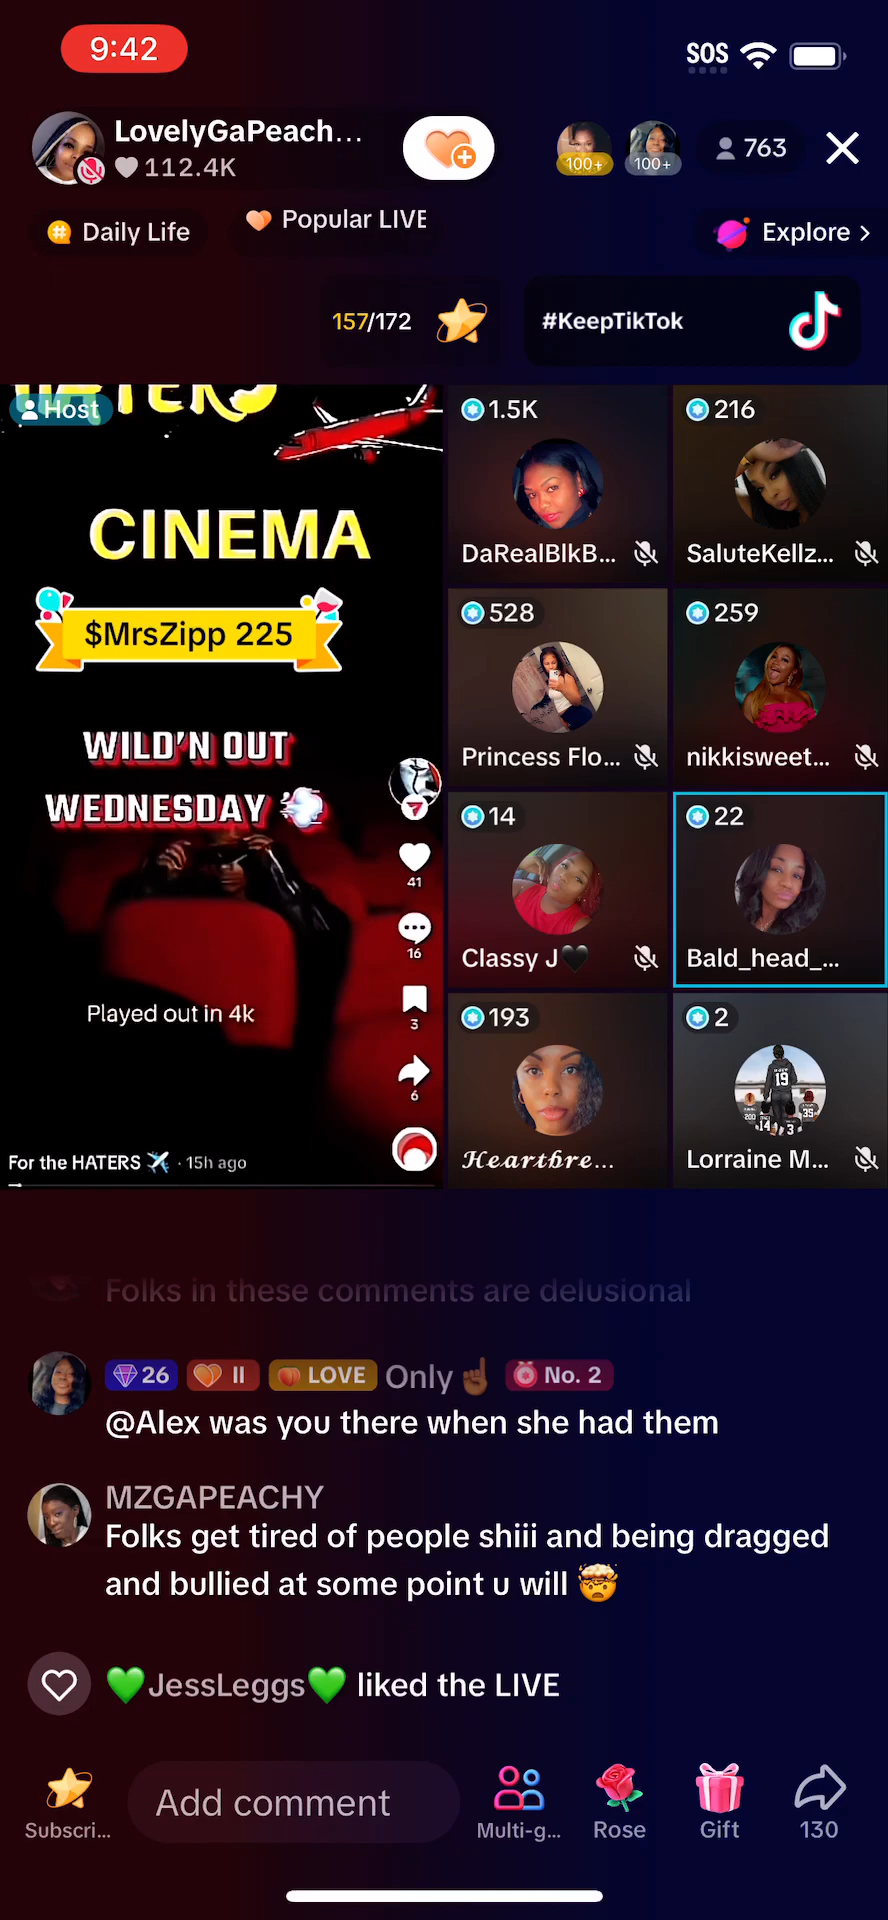 9:42
SOS
LovelyGaPeach...
112.4K
100+
100+
763
Daily Life
Popular LIVE
Explore >
157/172
#KeepTikTok
HATERS
Host
CINEMA
$MrsZipp 225
WILD'N OUT
WEDNESDAY 💨
41
16
3
6
Played out in 4k
For the HATERS ✈️ · 15h ago
1.5K
DaRealBlkB...
216
SaluteKellz...
528
Princess Flo...
259
nikkisweet...
14
Classy J🖤
22
Bald_head_...
193
𝓗𝓮𝓪𝓻𝓽𝓫𝓻𝓮...
2
Lorraine M...
19
Folks in these comments are delusional
26 II LOVE Only☝🏾 No. 2
@Alex was you there when she had them
MZGAPEACHY
Folks get tired of people shiii and being dragged
and bullied at some point u will 🤯
💚JessLeggs💚 liked the LIVE
Subscri...
Add comment
Multi-g...
Rose
Gift
130